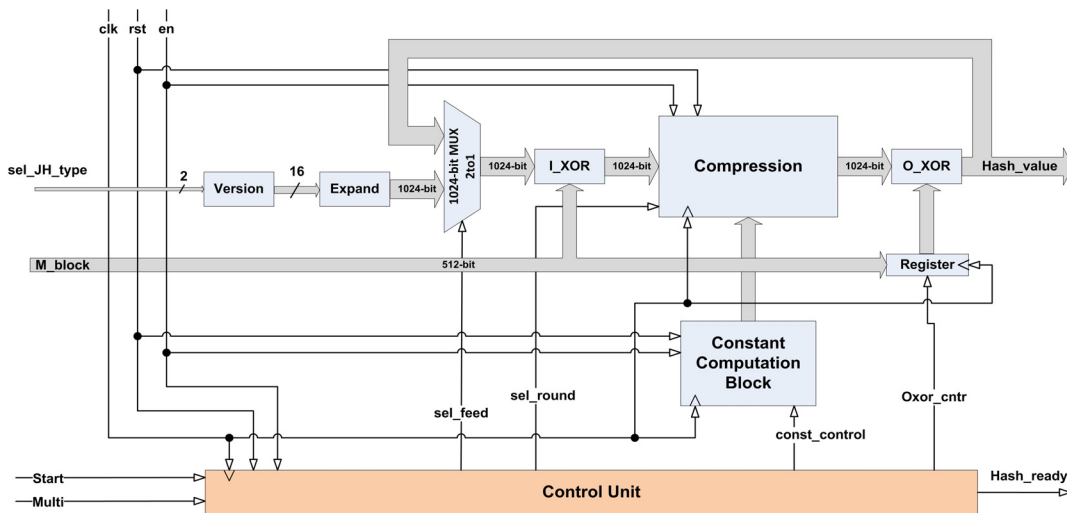 clk rst en
sel_JH_type
2
Version
16
Expand
1024-bit
1024-bit MUX
2to1
1024-bit
I_XOR
1024-bit
Compression
1024-bit
O_XOR
Hash_value
M_block
512-bit
Register
Constant
Computation
Block
sel_feed
sel_round
const_control
Oxor_cntr
Start
Multi
Control Unit
Hash_ready